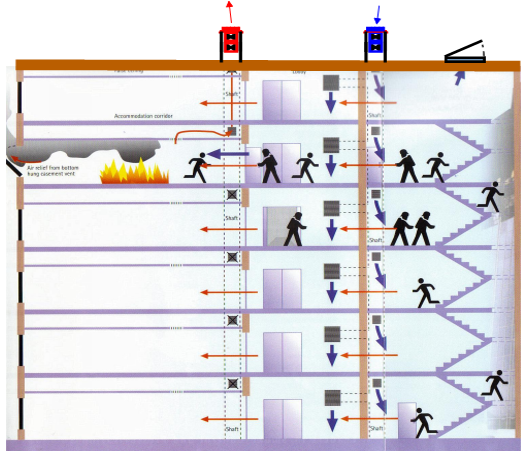 false ceiling
Lobby
Shaft
Shaft
Accommodation corridor
Air relief from bottom
hung casement vent
Shaft
Shaft
Shaft
Shaft